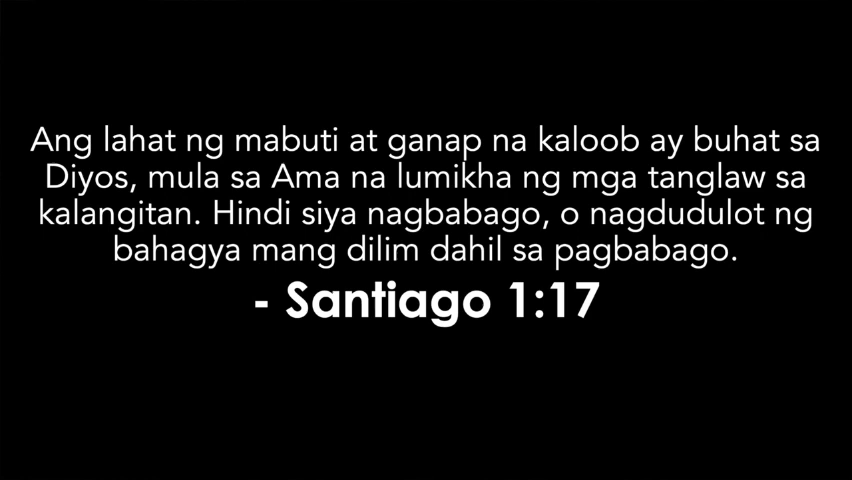 Ang lahat ng mabuti at ganap na kaloob ay buhat sa
Diyos, mula sa Ama na lumikha ng mga tanglaw sa
kalangitan. Hindi siya nagbabago, o nagdudulot ng
bahagya mang dilim dahil sa pagbabago.
- Santiago 1:17